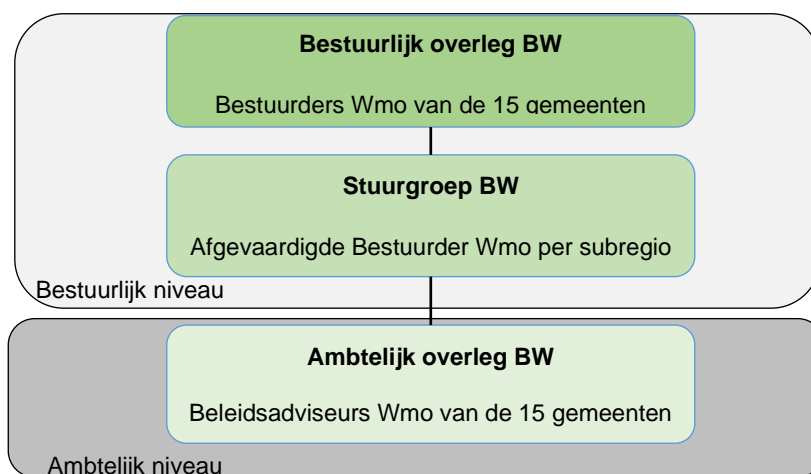 Bestuurlijk overleg BW
Bestuurders Wmo van de 15 gemeenten
Stuurgroep BW
Afgevaardigde Bestuurder Wmo per subregio
Bestuurlijk niveau
Ambtelijk overleg BW
Beleidsadviseurs Wmo van de 15 gemeenten
Ambtelijk niveau